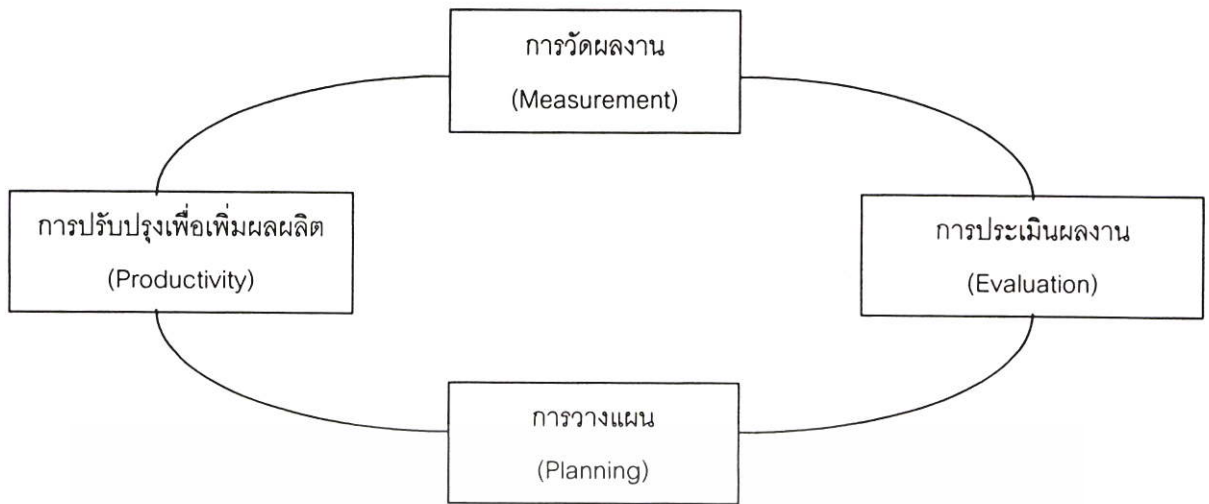 การวัดผลงาน
(Measurement)
การปรับปรุงเพื่อเพิ่มผลผลิต
(Productivity)
การประเมินผลงาน
(Evaluation)
การวางแผน
(Planning)